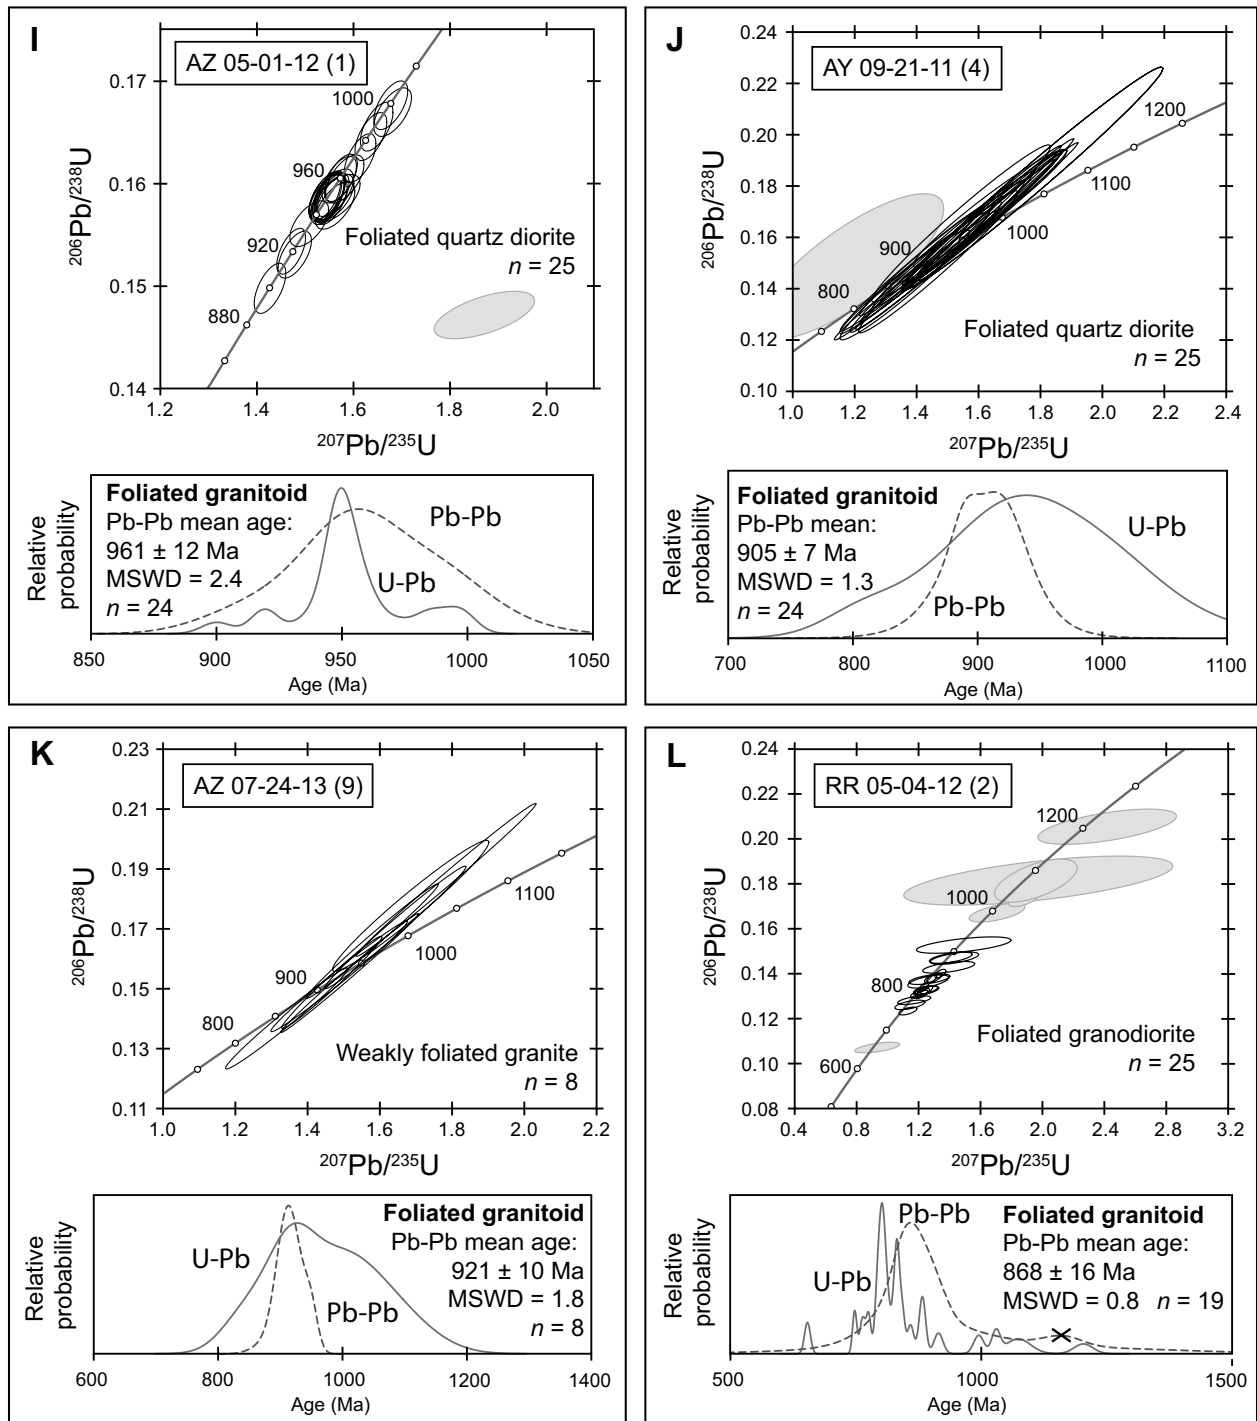 I
AZ 05-01-12 (1)
0.17
0.16
0.15
0.14
206Pb/238U
1000
960
920
880
Foliated quartz diorite
n = 25
1.2 1.4 1.6 1.8 2.0
207Pb/235U
Relative probability
Foliated granitoid
Pb-Pb mean age:
961 ± 12 Ma
MSWD = 2.4
n = 24
Pb-Pb
U-Pb
850 900 950 1000 1050
Age (Ma)
J
AY 09-21-11 (4)
0.24
0.22
0.20
0.18
0.16
0.14
0.12
0.10
206Pb/238U
1200
1100
1000
900
800
Foliated quartz diorite
n = 25
1.0 1.2 1.4 1.6 1.8 2.0 2.2 2.4
207Pb/235U
Relative probability
Foliated granitoid
Pb-Pb mean:
905 ± 7 Ma
MSWD = 1.3
n = 24
U-Pb
Pb-Pb
700 800 900 1000 1100
Age (Ma)
K
AZ 07-24-13 (9)
0.23
0.21
0.19
0.17
0.15
0.13
0.11
206Pb/238U
1100
1000
900
800
Weakly foliated granite
n = 8
1.0 1.2 1.4 1.6 1.8 2.0 2.2
207Pb/235U
Relative probability
Foliated granitoid
Pb-Pb mean age:
921 ± 10 Ma
MSWD = 1.8
n = 8
U-Pb
Pb-Pb
600 800 1000 1200 1400
Age (Ma)
L
RR 05-04-12 (2)
0.24
0.22
0.20
0.18
0.16
0.14
0.12
0.10
0.08
206Pb/238U
1200
1000
800
600
Foliated granodiorite
n = 25
0.4 0.8 1.2 1.6 2.0 2.4 2.8 3.2
207Pb/235U
Relative probability
Pb-Pb
U-Pb
Foliated granitoid
Pb-Pb mean age:
868 ± 16 Ma
MSWD = 0.8 n = 19
500 1000 1500
Age (Ma)